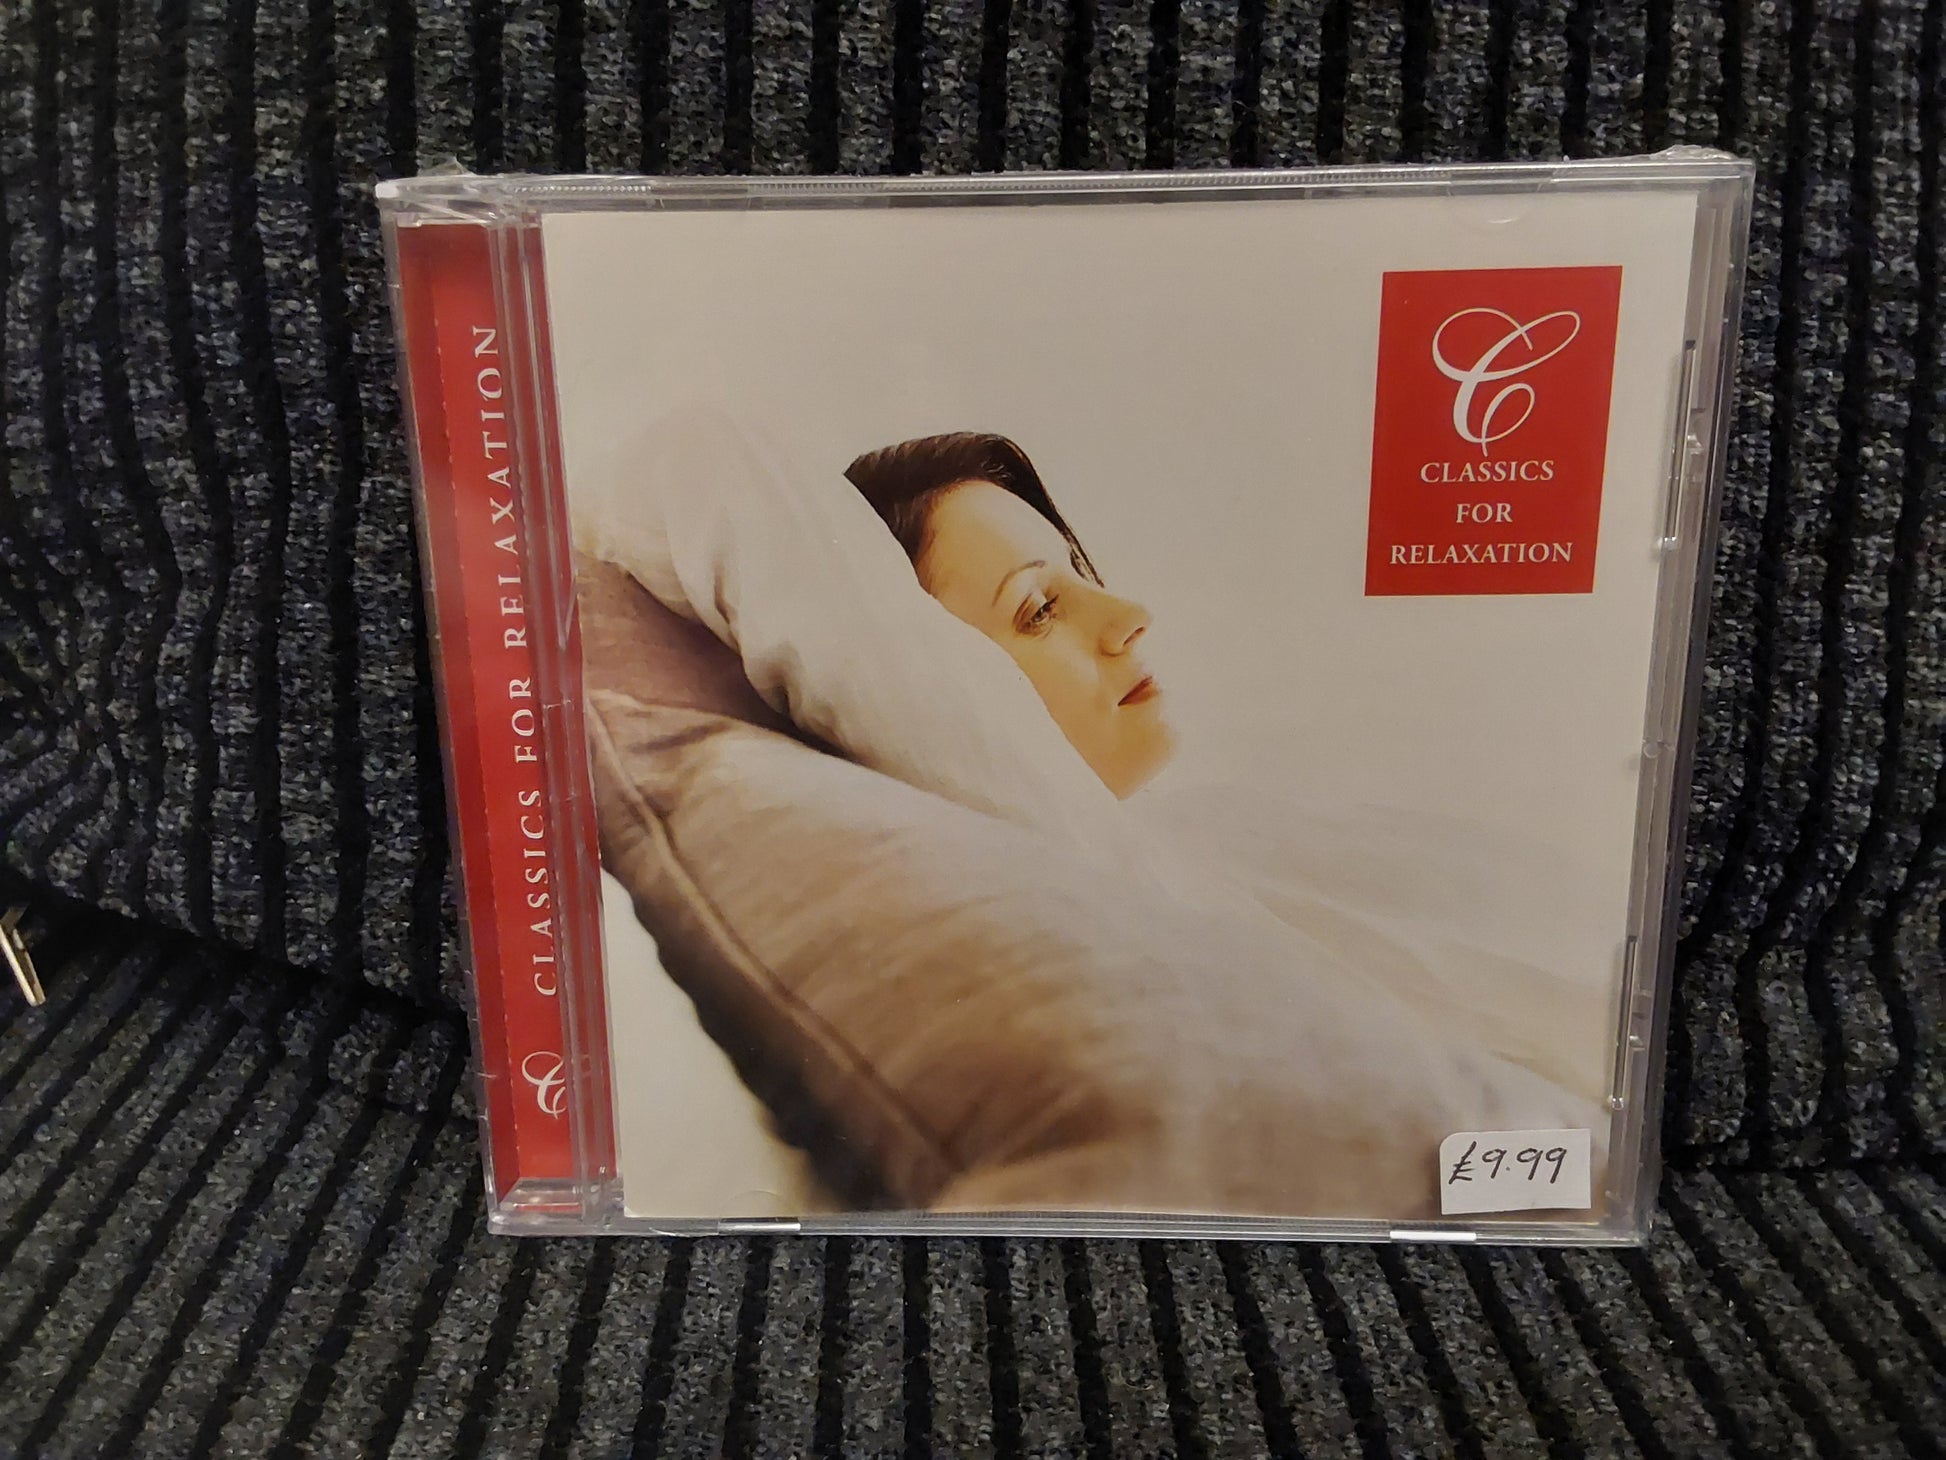 CLASSICS FOR RELAXATION
C
CLASSICS
FOR
RELAXATION
£9.99